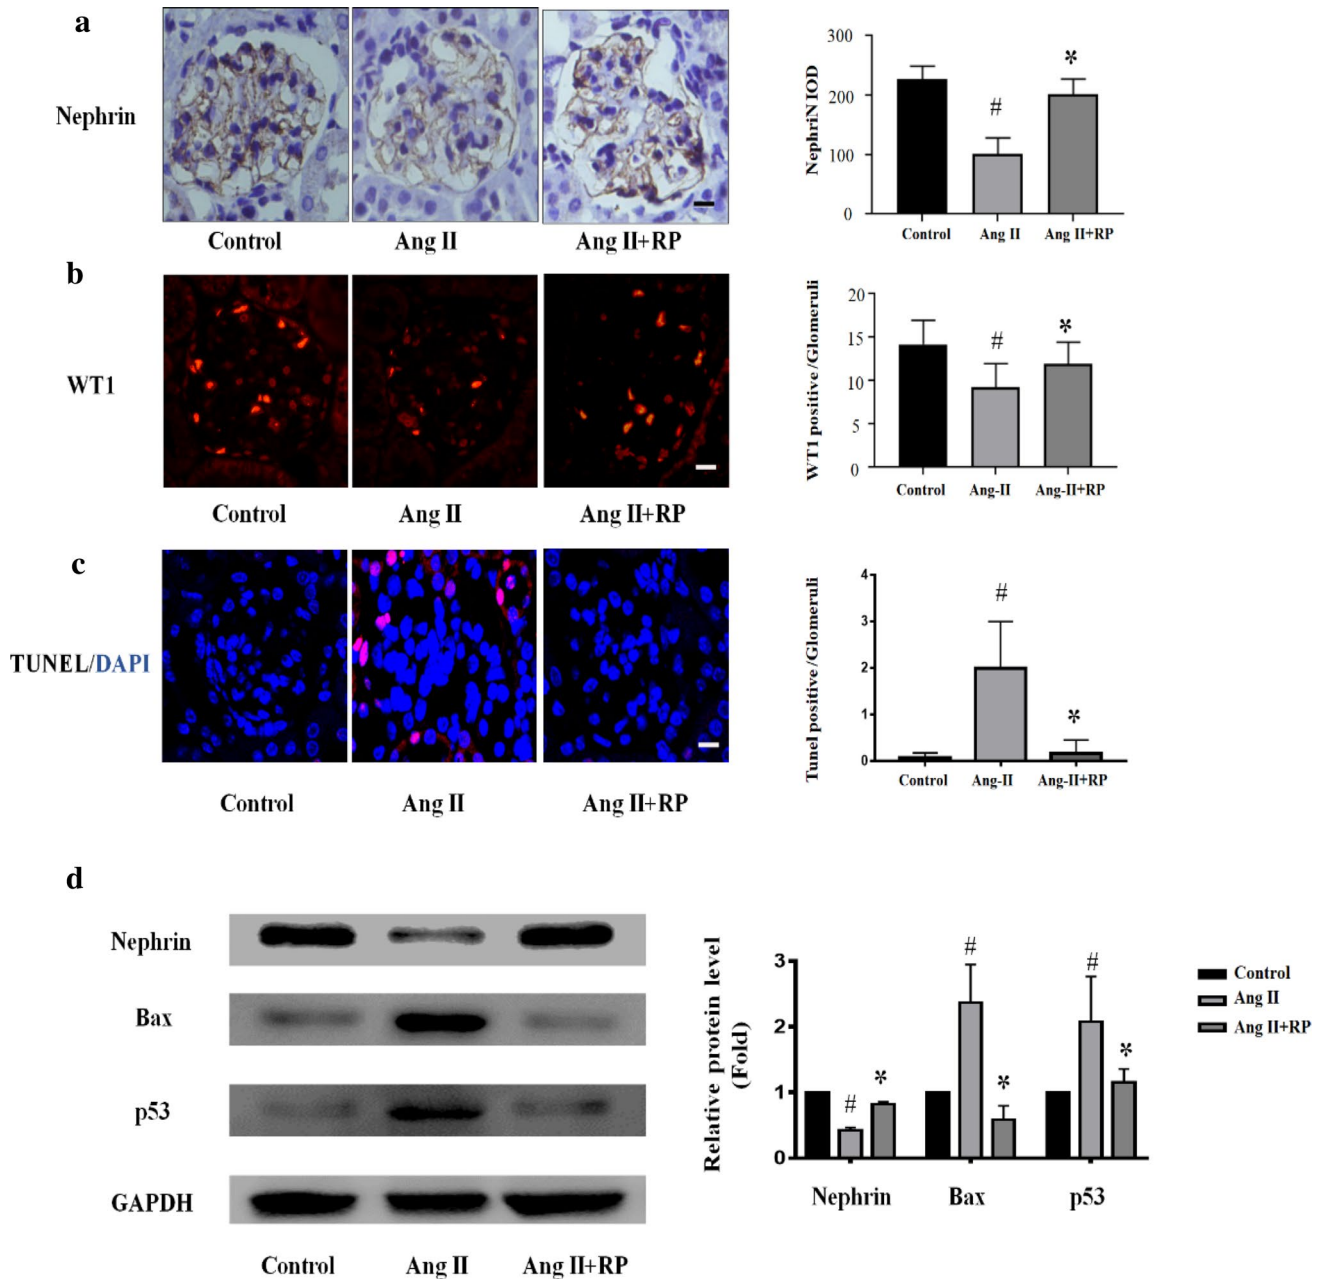 a
Nephrin
Control
Ang II
Ang II+RP
NephriN IOD
300
200
100
0
#
*
Control
Ang II
Ang II+RP
b
WT1
Control
Ang II
Ang II+RP
WT1 positive/Glomeruli
20
15
10
5
0
#
*
Control
Ang-II
Ang-II+RP
c
TUNEL/DAPI
Control
Ang II
Ang II+RP
Tunel positive/Glomeruli
4
3
2
1
0
#
*
Control
Ang-II
Ang-II+RP
d
Nephrin
Bax
p53
GAPDH
Control
Ang II
Ang II+RP
Relative protein level
(Fold)
3
2
1
0
#
*
#
*
#
*
Nephrin
Bax
p53
Control
Ang II
Ang II+RP